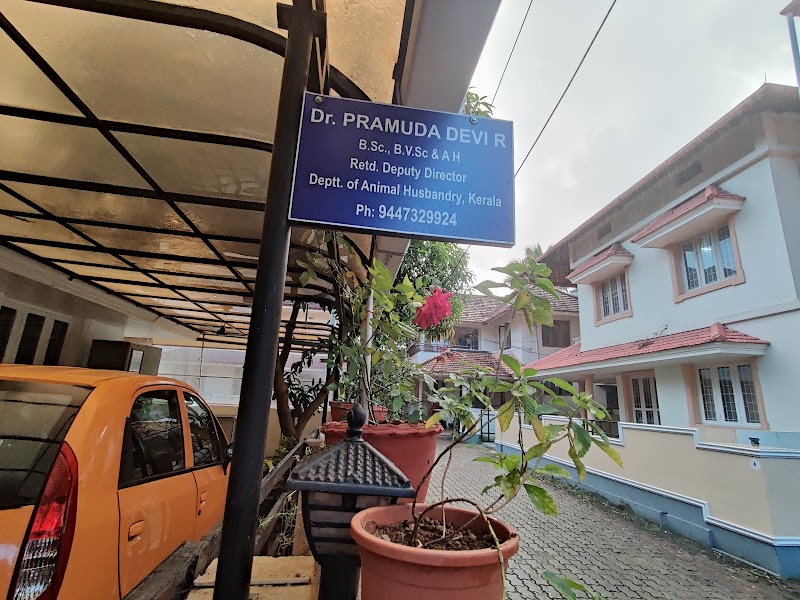 Dr. PRAMUDA DEVI R
B.Sc., B.V.Sc & A H
Retd. Deputy Director
Deptt. of Animal Husbandry, Kerala
Ph: 9447329924